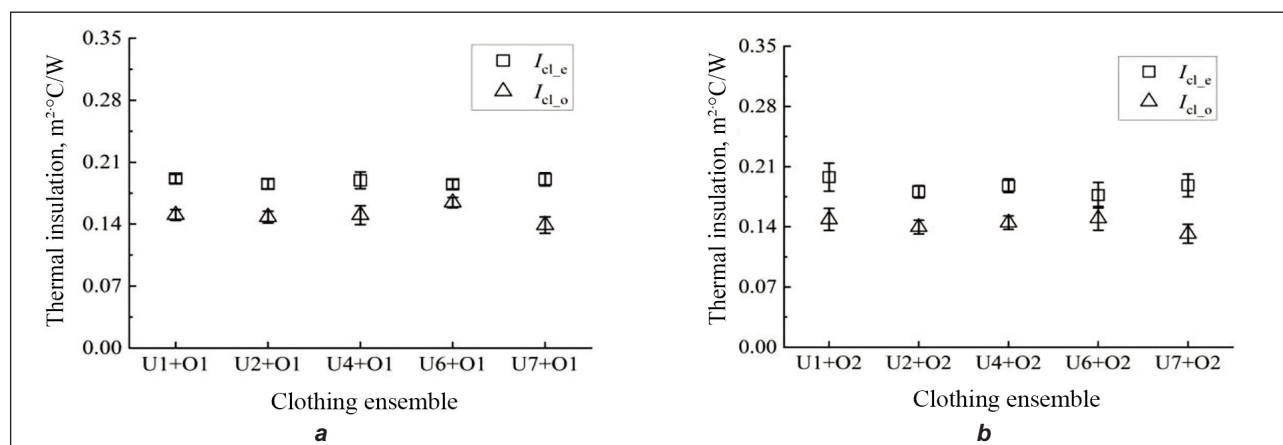 Thermal insulation, m²·°C/W
0.35
0.28
0.21
0.14
0.07
0.00
I_cl_e
I_cl_o
U1+O1 U2+O1 U4+O1 U6+O1 U7+O1
Clothing ensemble
a
Thermal insulation, m²·°C/W
0.35
0.28
0.21
0.14
0.07
0.00
I_cl_e
I_cl_o
U1+O2 U2+O2 U4+O2 U6+O2 U7+O2
Clothing ensemble
b